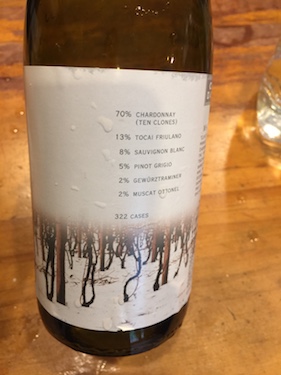 70% CHARDONNAY
(TEN CLONES)
13% TOCAI FRIULANO
8% SAUVIGNON BLANC
5% PINOT GRIGIO
2% GEWÜRZTRAMINER
2% MUSCAT OTTONEL
322 CASES